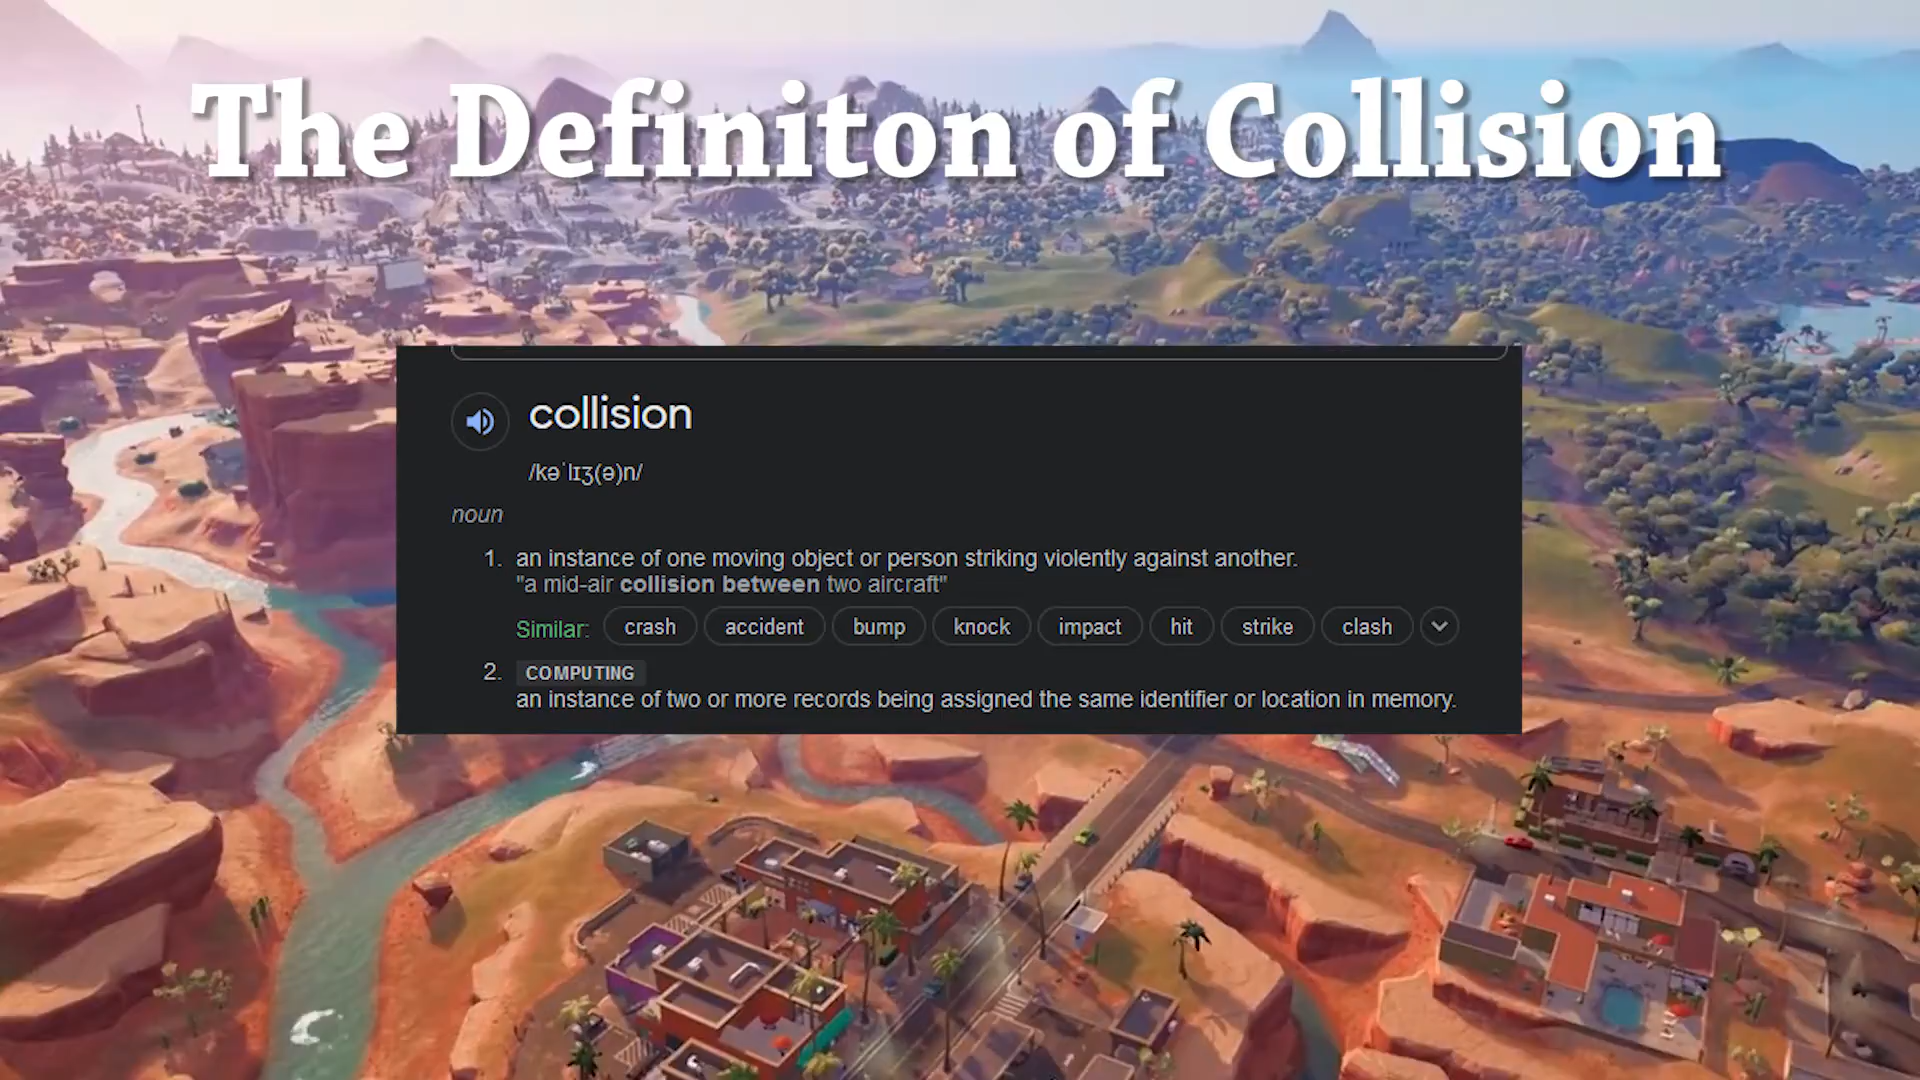 The Definiton of Collision
collision
/kəˈlɪʒ(ə)n/
noun
1. an instance of one moving object or person striking violently against another.
"a mid-air collision between two aircraft"
Similar: crash accident bump knock impact hit strike clash
2. COMPUTING
an instance of two or more records being assigned the same identifier or location in memory.